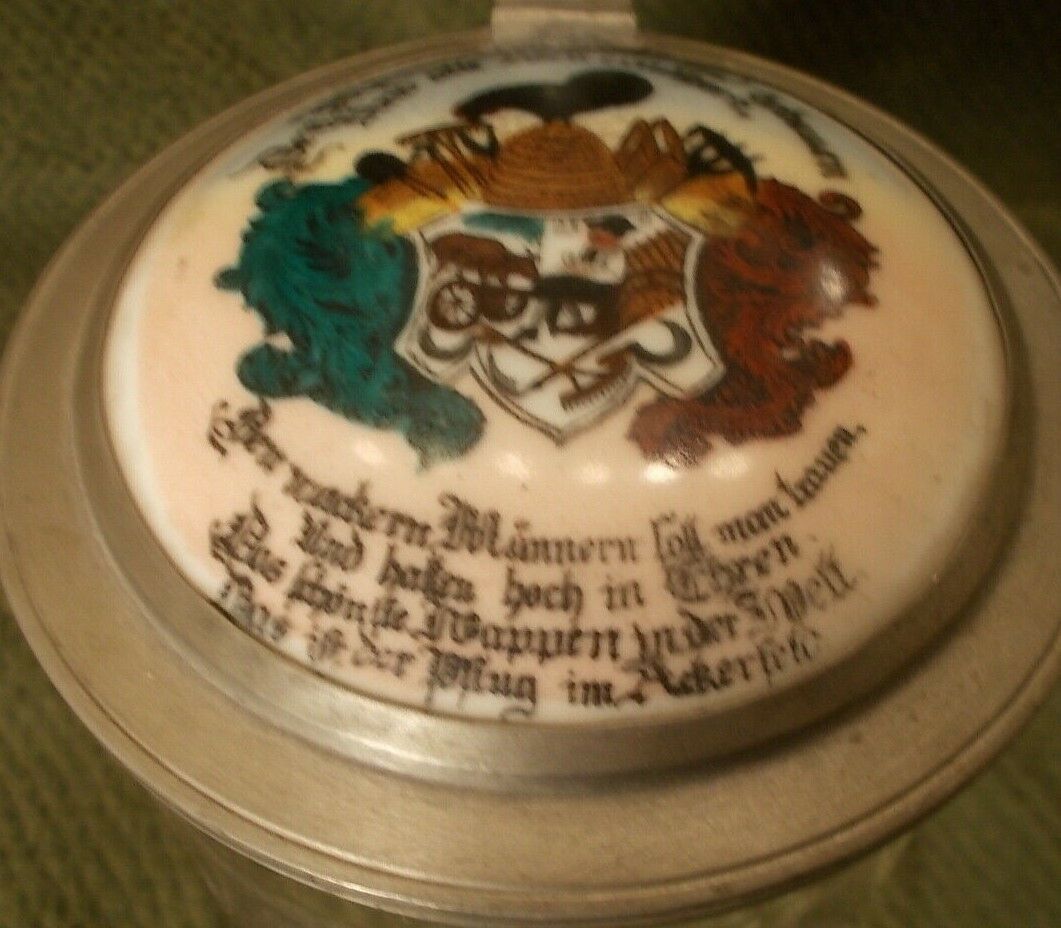 Den wackern Männern soll man trauen,
Und halten hoch in Ehren
Das schönste Wappen in der Welt
Das ist der Pflug im Ackerfeld